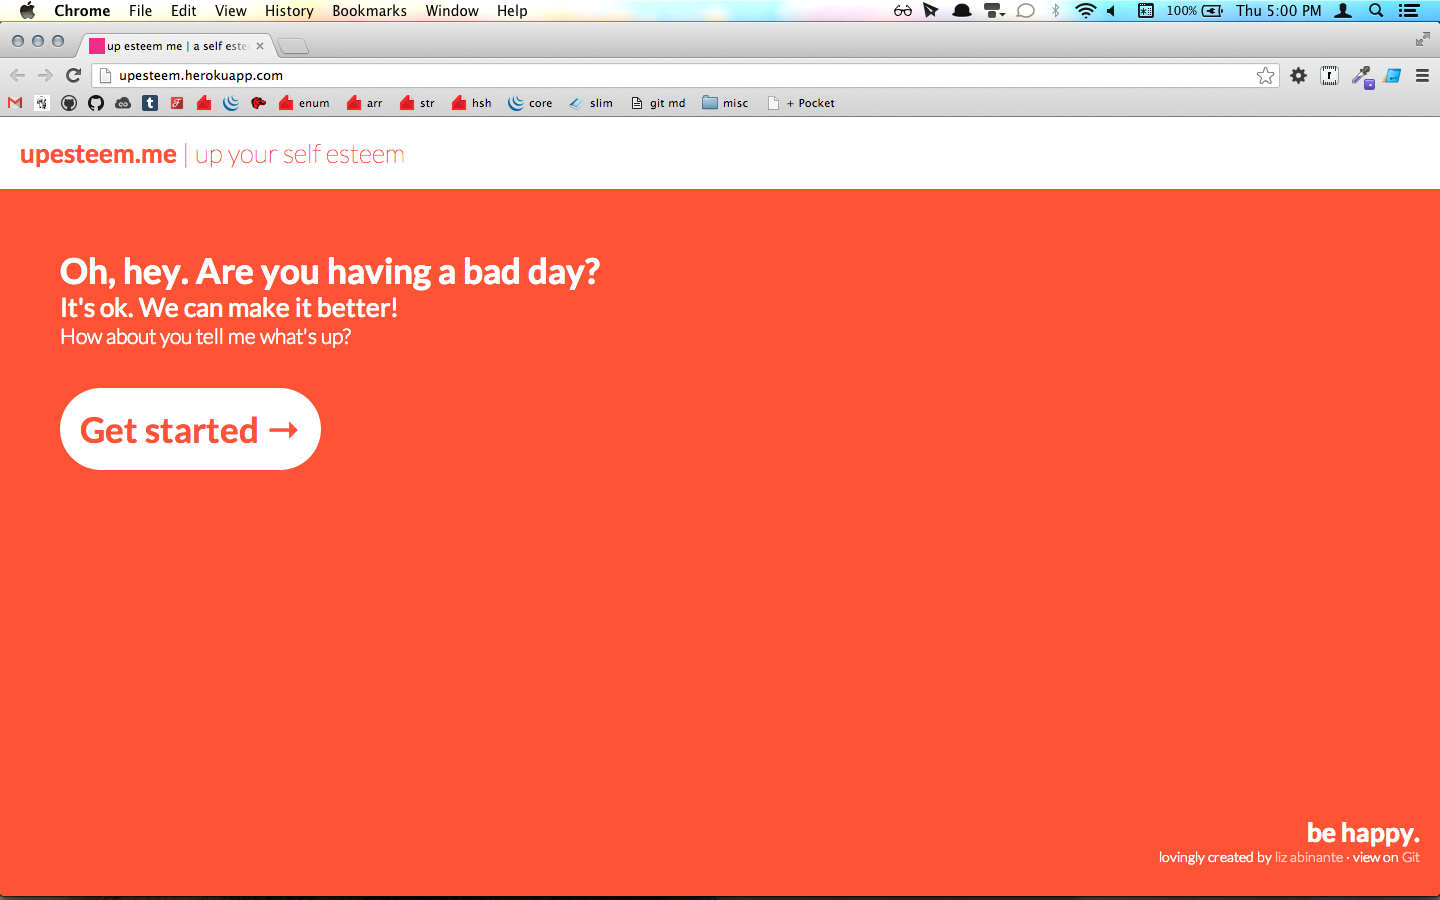 Chrome File Edit View History Bookmarks Window Help 100% Thu 5:00 PM
up esteem me | a self este
upesteem.herokuapp.com
enum arr str hsh core slim git md misc + Pocket
upesteem.me | up your self esteem
Oh, hey. Are you having a bad day?
It's ok. We can make it better!
How about you tell me what's up?
Get started →
be happy.
lovingly created by liz abinante · view on Git